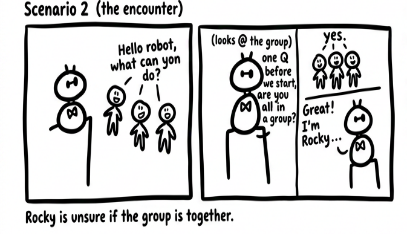 Scenario 2 (the encounter)
Hello robot,
what can yon
do?
(looks @ the group)
one Q
before
we start,
are you
all in
a group?
yes.
Great!
I'm
Rocky...
Rocky is unsure if the group is together.